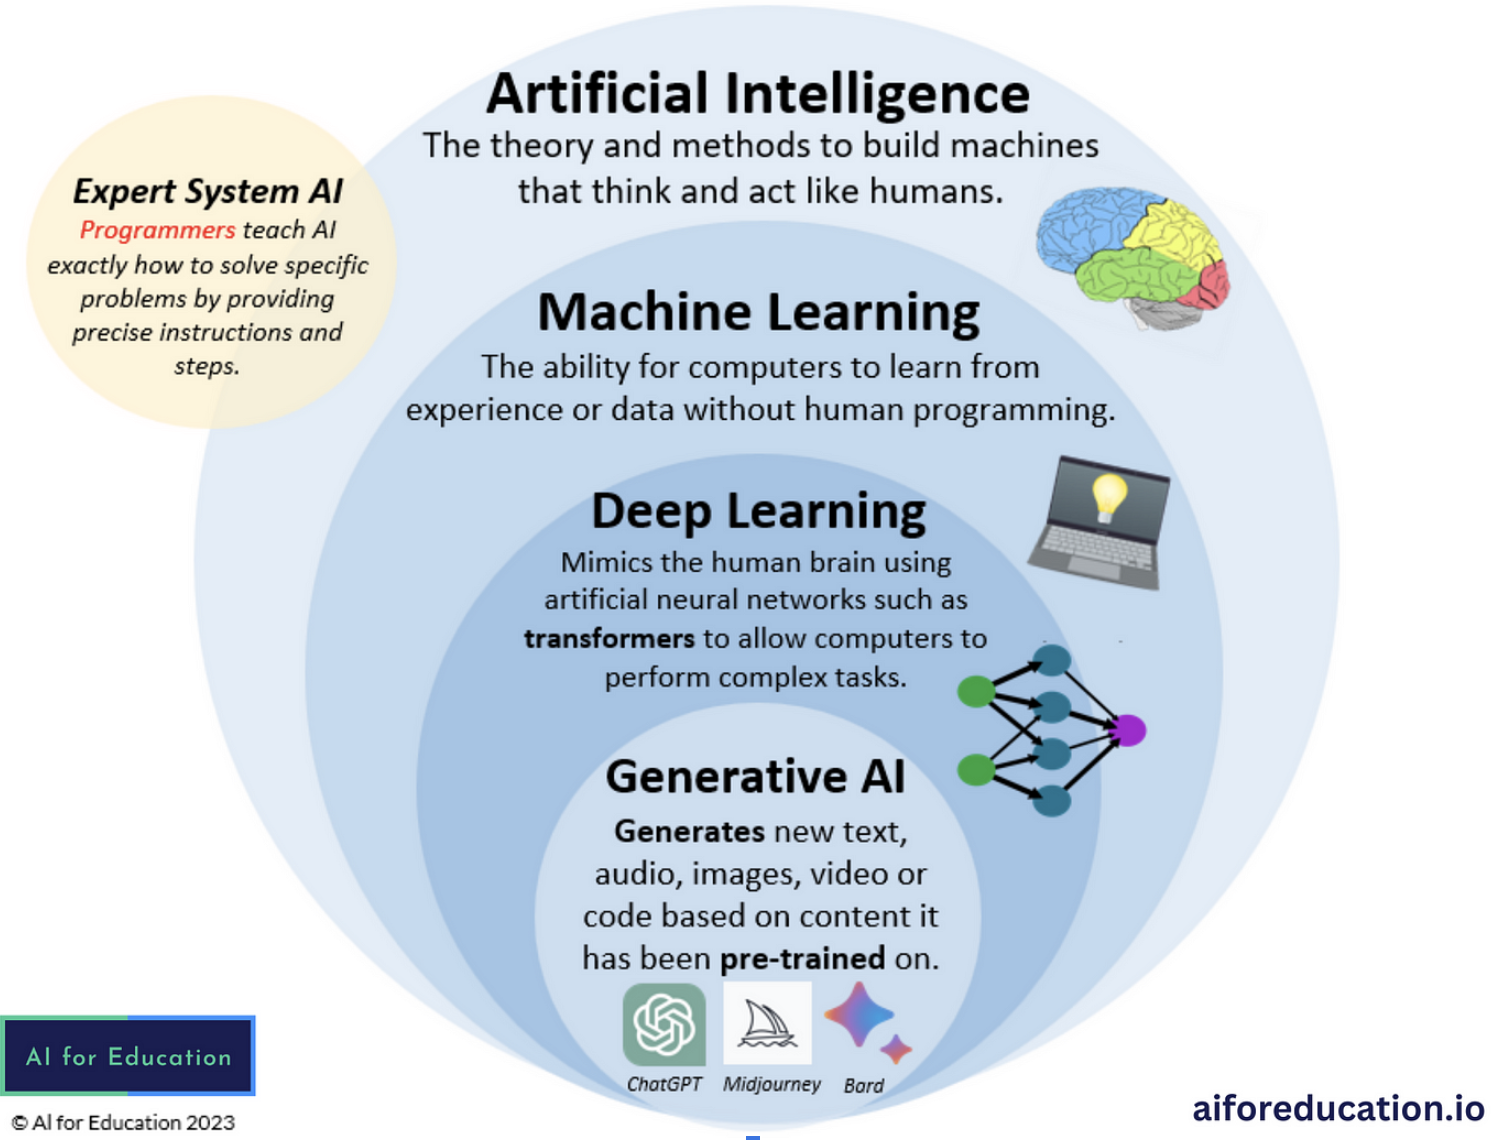 Artificial Intelligence
The theory and methods to build machines
that think and act like humans.
Expert System AI
Programmers teach AI
exactly how to solve specific
problems by providing
precise instructions and
steps.
Machine Learning
The ability for computers to learn from
experience or data without human programming.
Deep Learning
Mimics the human brain using
artificial neural networks such as
transformers to allow computers to
perform complex tasks.
Generative AI
Generates new text,
audio, images, video or
code based on content it
has been pre-trained on.
ChatGPT Midjourney Bard
AI for Education
© AI for Education 2023
aiforeducation.io